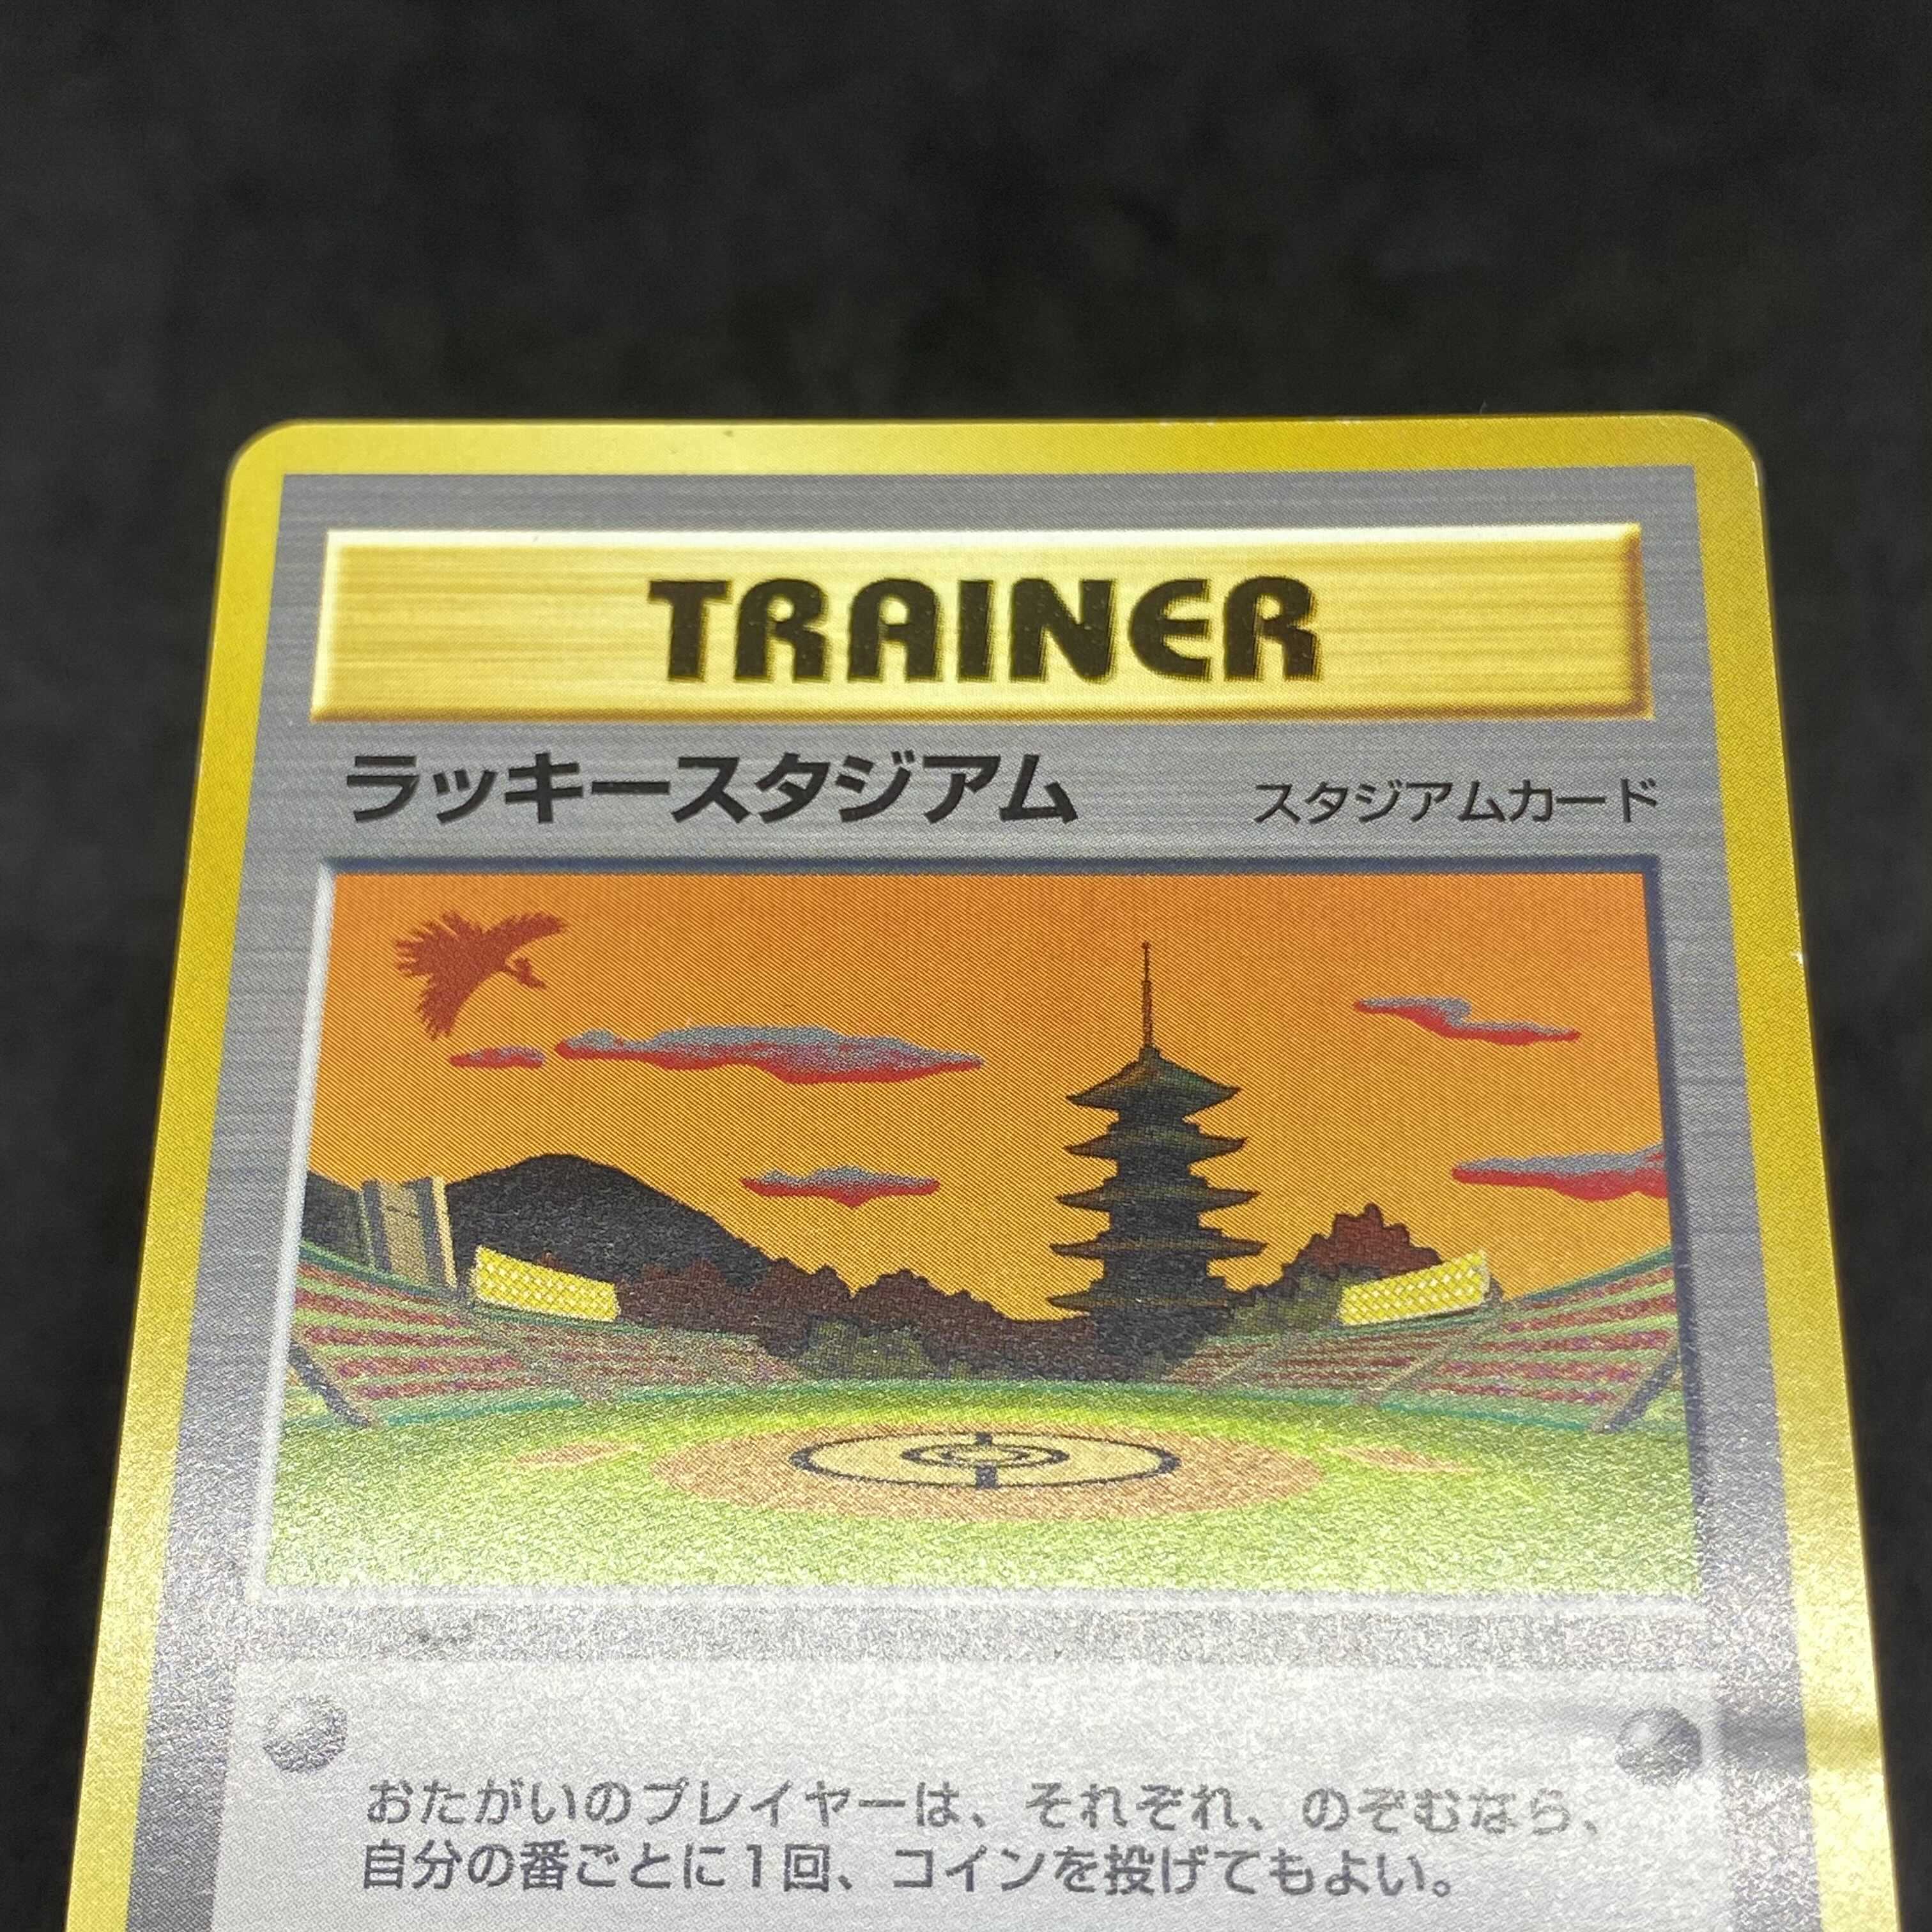 TRAINER
ラッキースタジアム
スタジアムカード
おたがいのプレイヤーは、それぞれ、のぞむなら、
自分の番ごとに1回、コインを投げてもよい。